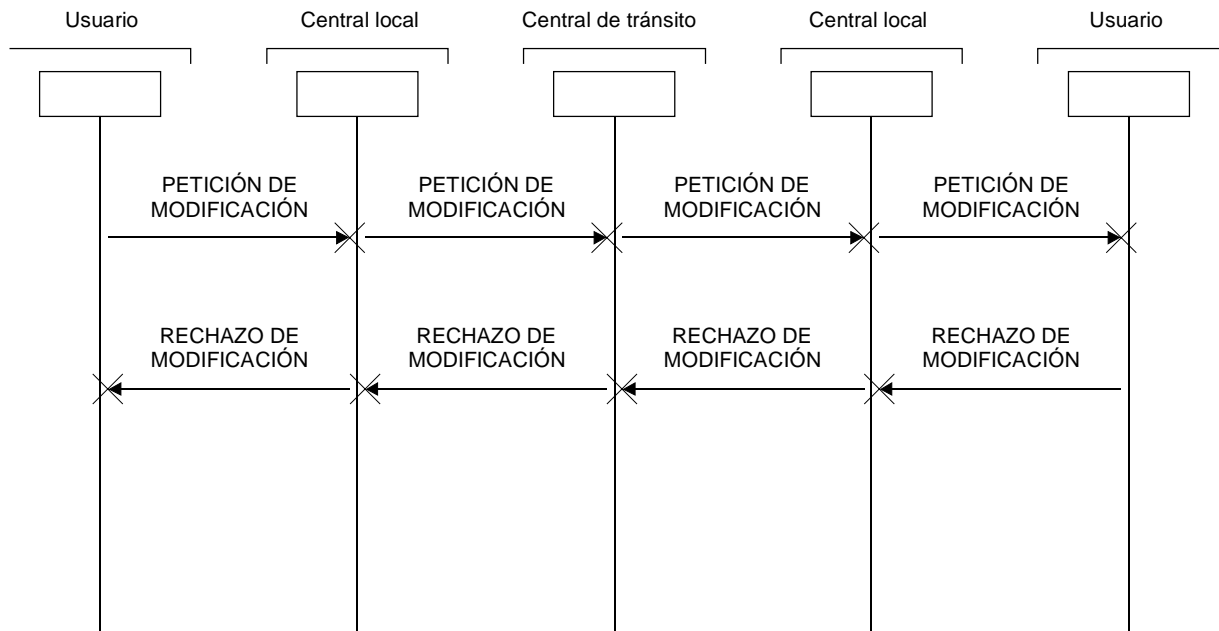 Usuario
Central local
Central de tránsito
Central local
Usuario
PETICIÓN DE
MODIFICACIÓN
PETICIÓN DE
MODIFICACIÓN
PETICIÓN DE
MODIFICACIÓN
PETICIÓN DE
MODIFICACIÓN
RECHAZO DE
MODIFICACIÓN
RECHAZO DE
MODIFICACIÓN
RECHAZO DE
MODIFICACIÓN
RECHAZO DE
MODIFICACIÓN